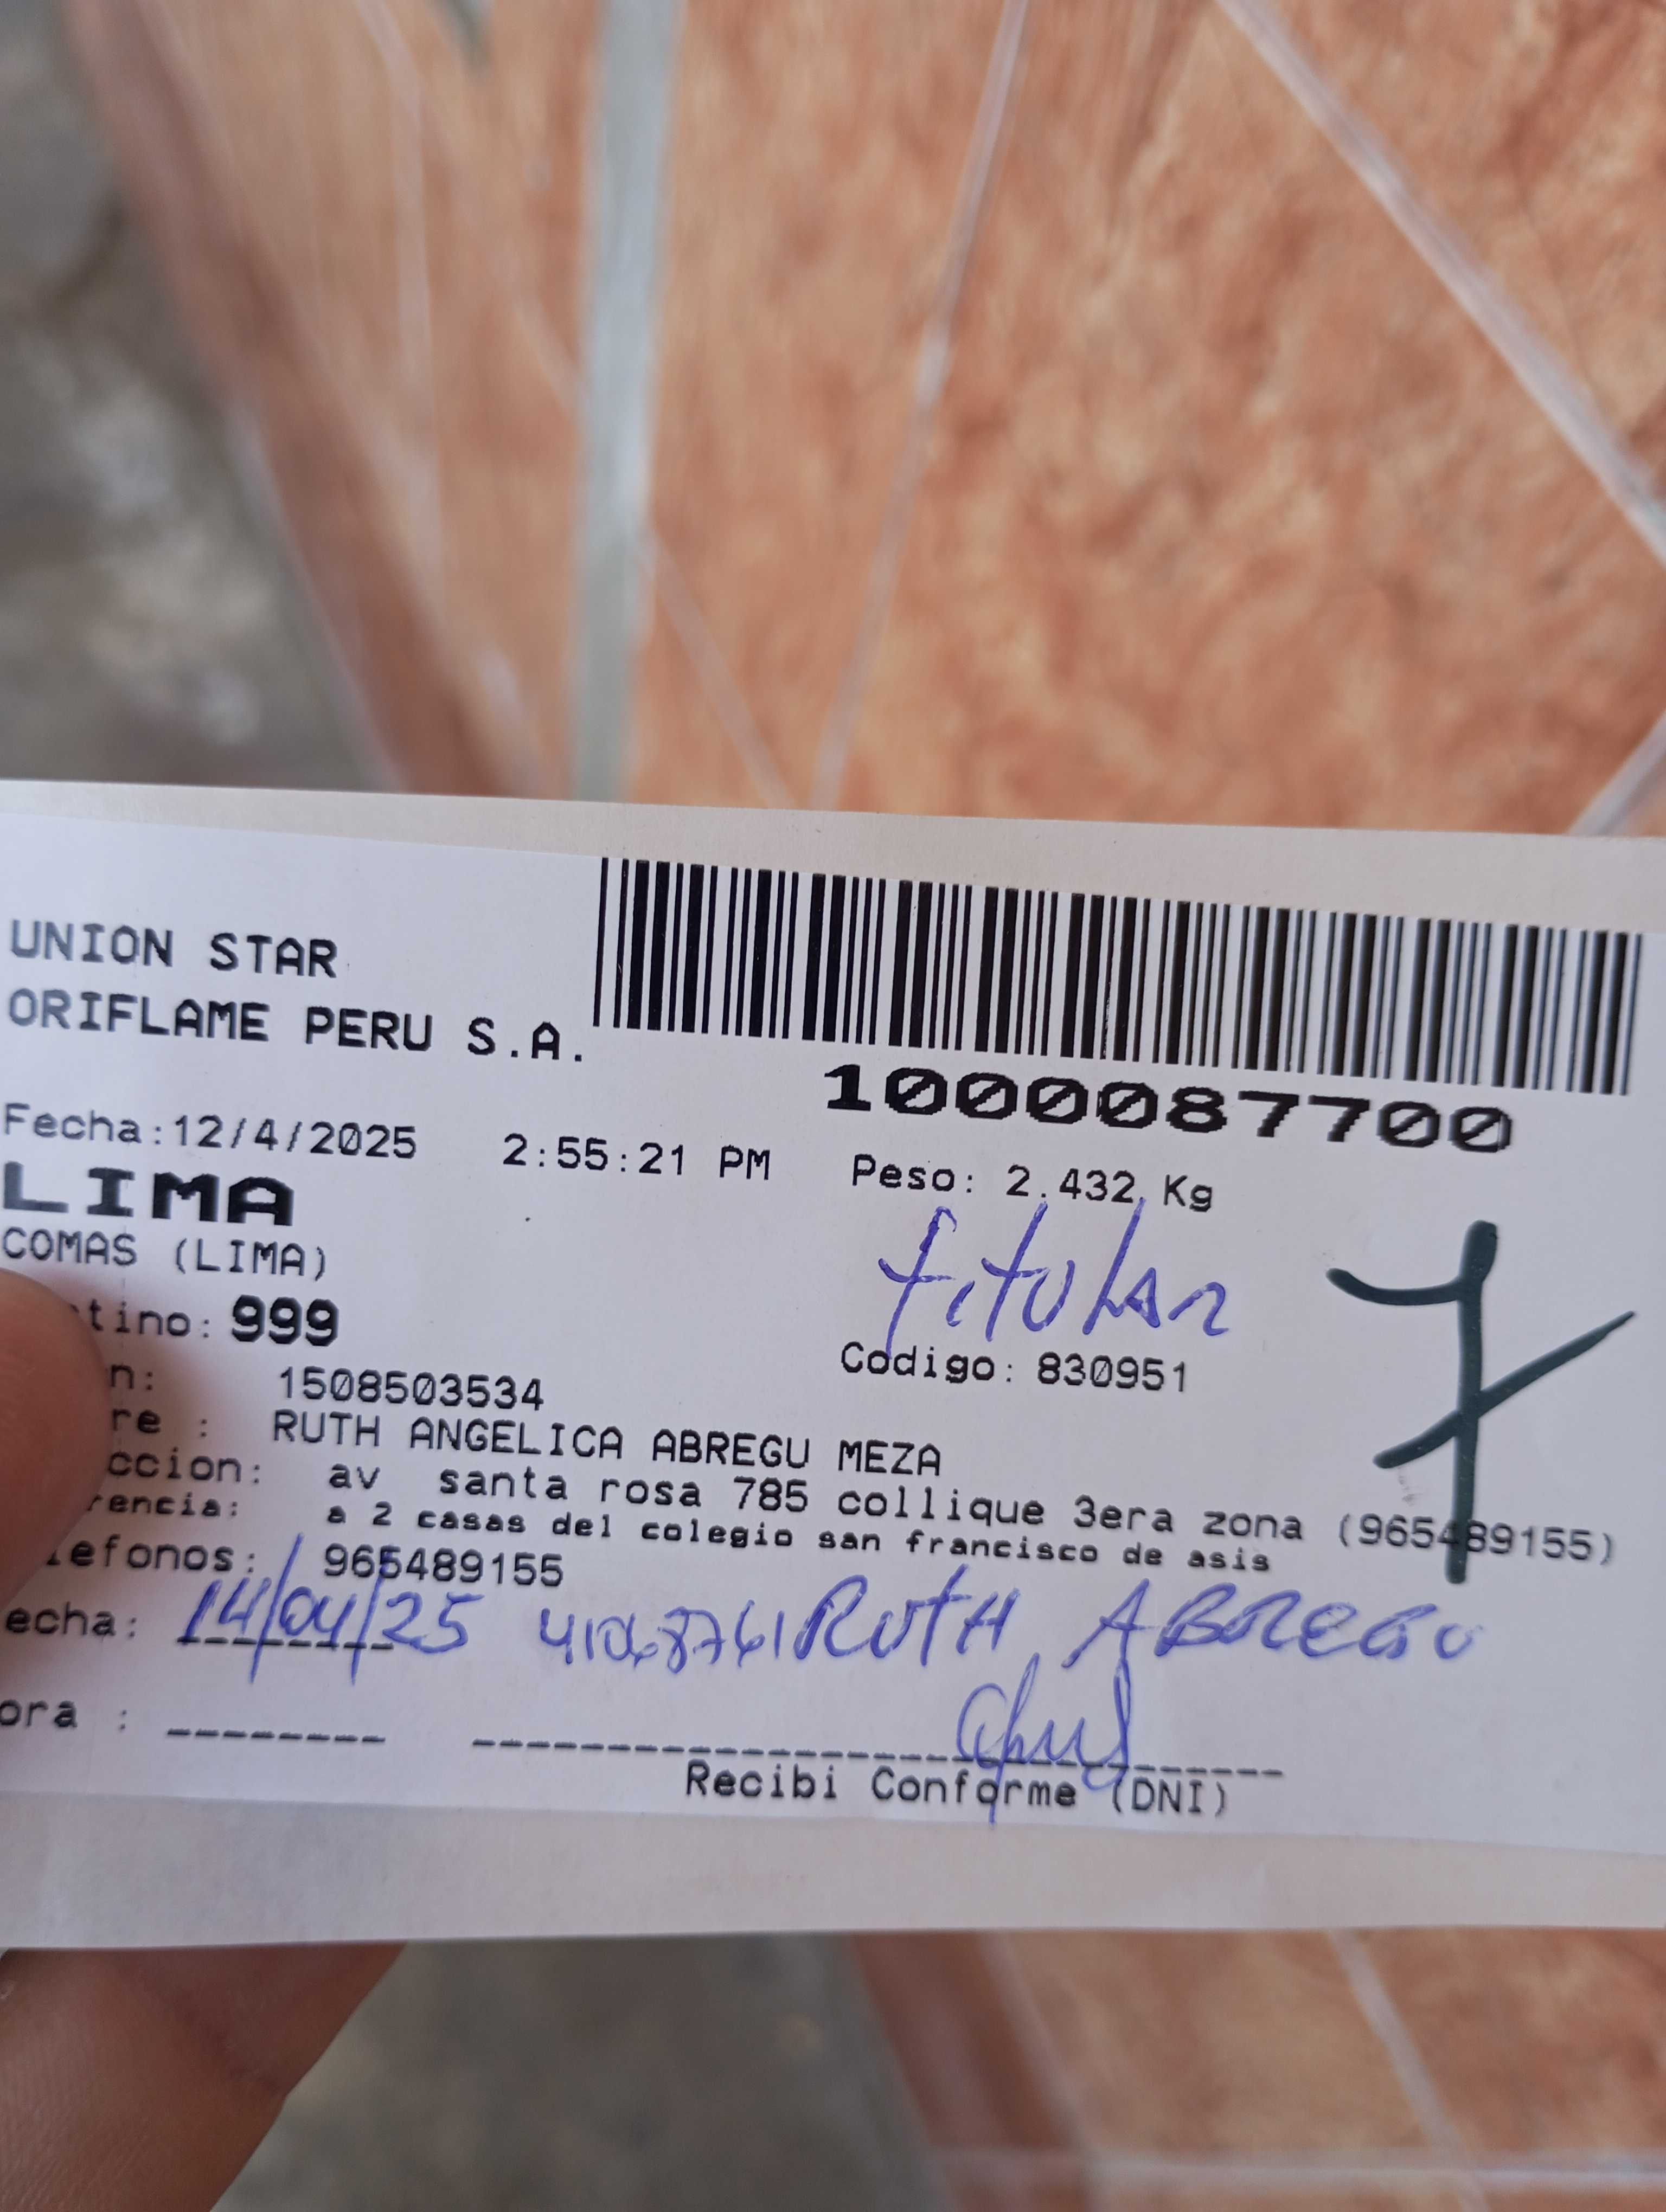 UNION STAR
ORIFLAME PERU S.A.
1000087700
Fecha:12/4/2025 2:55:21 PM Peso: 2.432 Kg
LIMA
COMAS (LIMA)
titular
7
tino: 999
Codigo: 830951
n: 1508503534
re : RUTH ANGELICA ABREGU MEZA
ccion: av santa rosa 785 collique 3era zona (965489155)
rencia: a 2 casas del colegio san francisco de asis
lefonos: 965489155
echa: 14/04/25 41068761 RUTH ABREGU
ora :
Recibi Conforme (DNI)